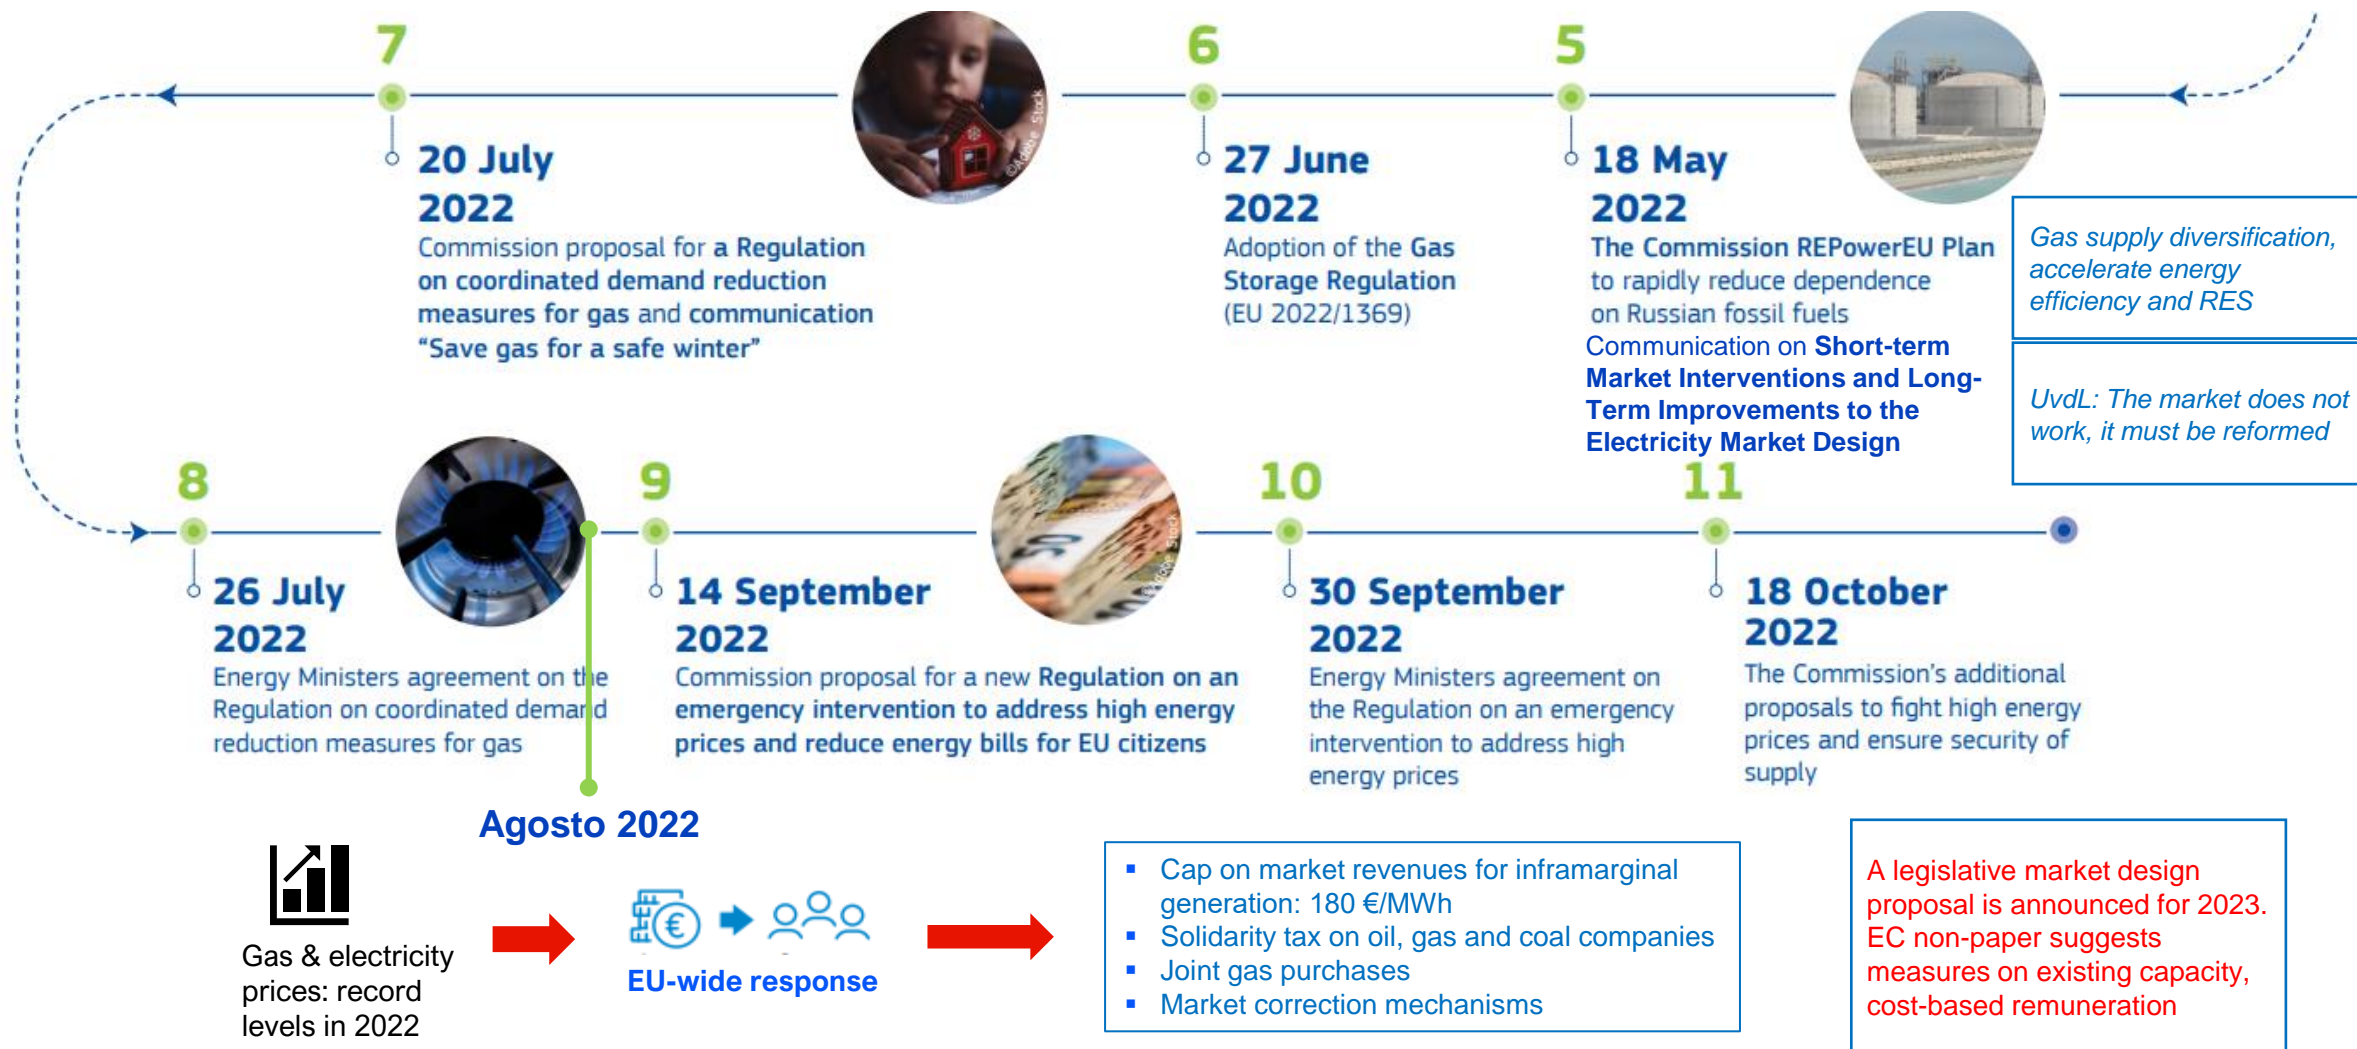 7
20 July
2022
Commission proposal for a Regulation
on coordinated demand reduction
measures for gas and communication
“Save gas for a safe winter”
©Adobe Stock
6
27 June
2022
Adoption of the Gas
Storage Regulation
(EU 2022/1369)
5
18 May
2022
The Commission REPowerEU Plan
to rapidly reduce dependence
on Russian fossil fuels
Communication on Short-term
Market Interventions and Long-
Term Improvements to the
Electricity Market Design
Gas supply diversification,
accelerate energy
efficiency and RES
UvdL: The market does not
work, it must be reformed
8
26 July
2022
Energy Ministers agreement on the
Regulation on coordinated demand
reduction measures for gas
9
14 September
2022
Commission proposal for a new Regulation on an
emergency intervention to address high energy
prices and reduce energy bills for EU citizens
©Adobe Stock
10
30 September
2022
Energy Ministers agreement on
the Regulation on an emergency
intervention to address high
energy prices
11
18 October
2022
The Commission’s additional
proposals to fight high energy
prices and ensure security of
supply
Agosto 2022
Gas & electricity
prices: record
levels in 2022
€
EU-wide response
▪ Cap on market revenues for inframarginal
generation: 180 €/MWh
▪ Solidarity tax on oil, gas and coal companies
▪ Joint gas purchases
▪ Market correction mechanisms
A legislative market design
proposal is announced for 2023.
EC non-paper suggests
measures on existing capacity,
cost-based remuneration